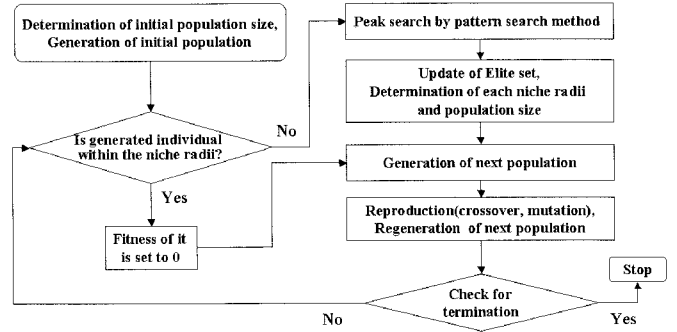 Determination of initial population size,
Generation of initial population
Is generated individual
within the niche radii?
No
Yes
Fitness of it
is set to 0
Peak search by pattern search method
Update of Elite set,
Determination of each niche radii
and population size
Generation of next population
Reproduction(crossover, mutation),
Regeneration of next population
Check for
termination
No
Yes
Stop